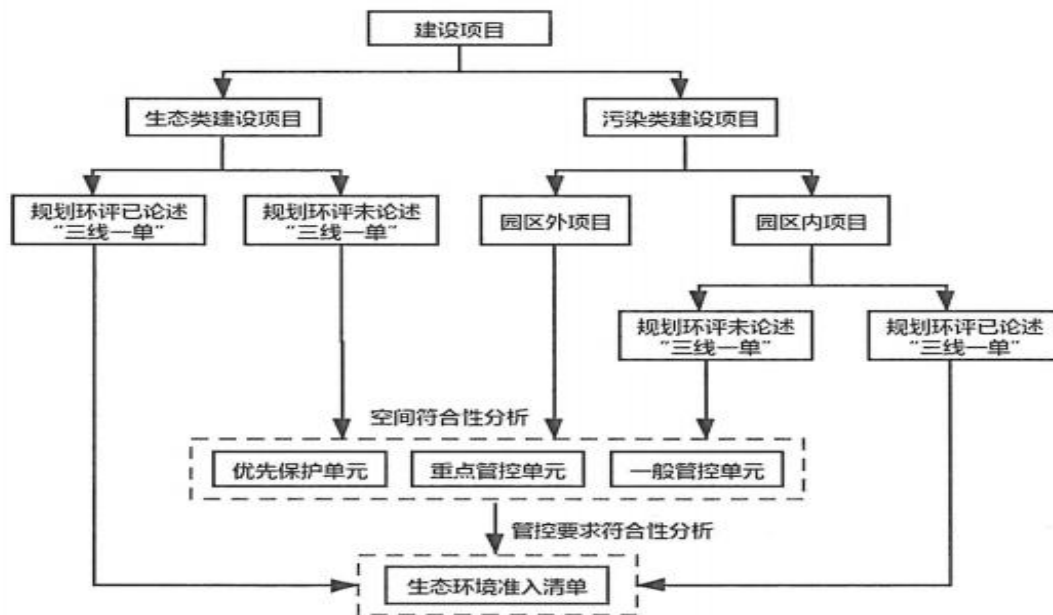 建设项目
生态类建设项目
污染类建设项目
规划环评已论述
“三线一单”
规划环评未论述
“三线一单”
园区外项目
园区内项目
规划环评未论述
“三线一单”
规划环评已论述
“三线一单”
空间符合性分析
优先保护单元
重点管控单元
一般管控单元
管控要求符合性分析
生态环境准入清单